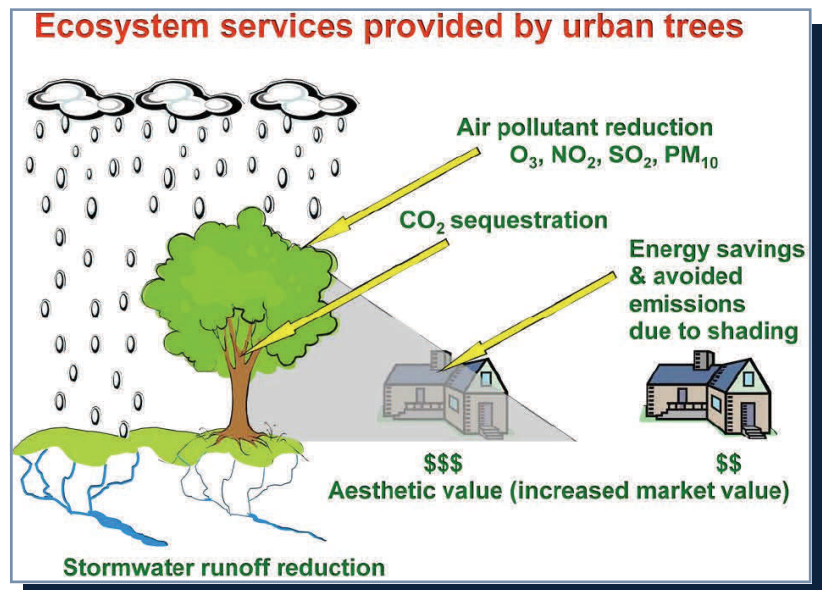 Ecosystem services provided by urban trees
Air pollutant reduction
O₃, NO₂, SO₂, PM₁₀
CO₂ sequestration
Energy savings
& avoided
emissions
due to shading
$$$
$$
Aesthetic value (increased market value)
Stormwater runoff reduction